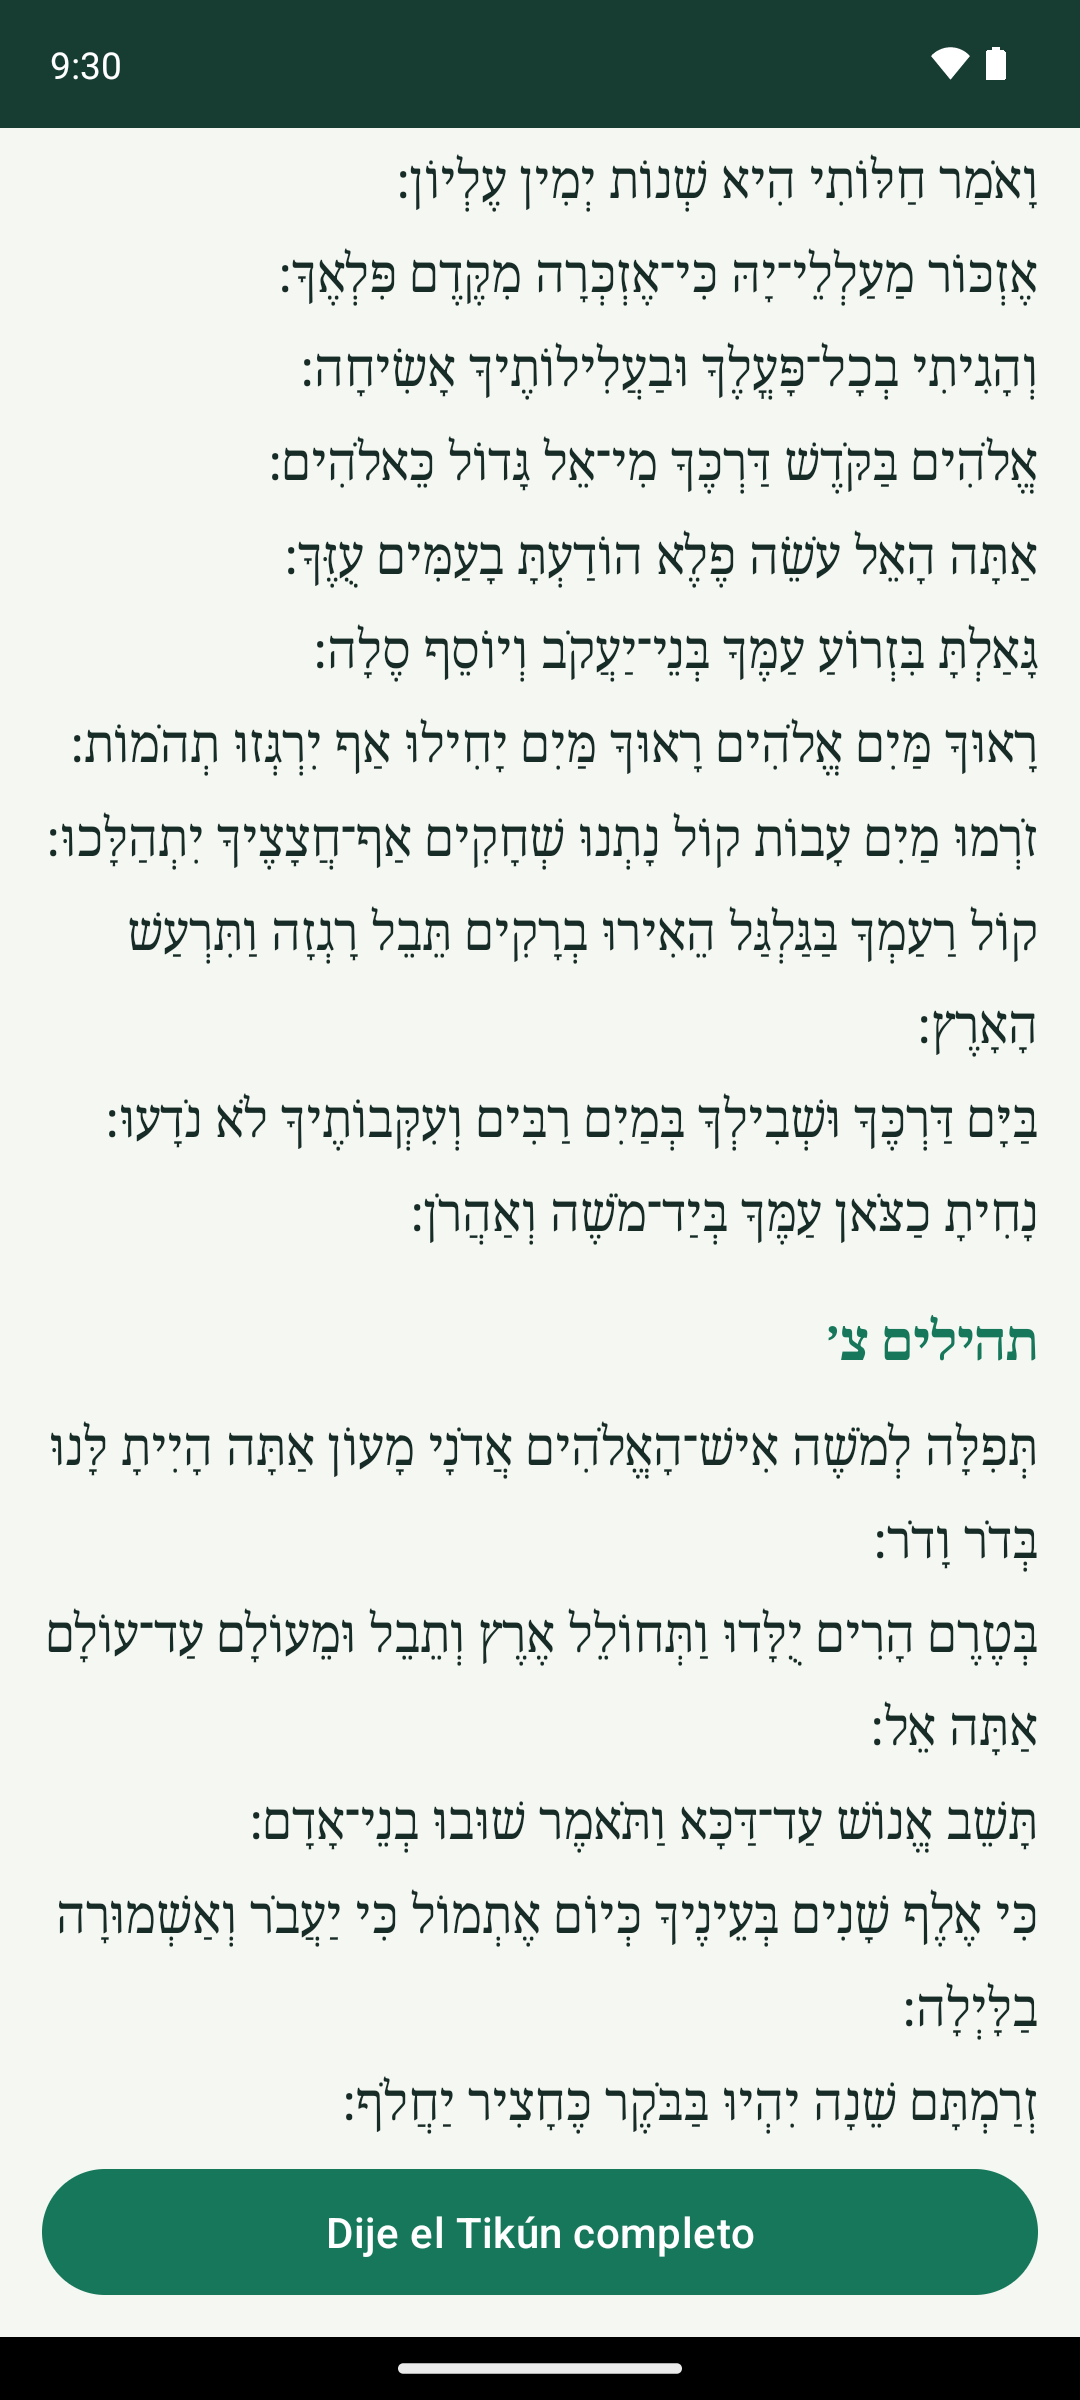 9:30
וָאֹמַר חַלּוֹתִי הִיא שְׁנוֹת יְמִין עֶלְיוֹן:
אֶזְכּוֹר מַעַלְלֵי־יָהּ כִּי־אֶזְכְּרָה מִקֶּדֶם פִּלְאֶךָ:
וְהָגִיתִי בְכָל־פָּעֳלֶךָ וּבַעֲלִילוֹתֶיךָ אָשִׂיחָה:
אֱלֹהִים בַּקֹּדֶשׁ דַּרְכֶּךָ מִי־אֵל גָּדוֹל כֵּאלֹהִים:
אַתָּה הָאֵל עֹשֵׂה פֶלֶא הוֹדַעְתָּ בָעַמִּים עֻזֶּךָ:
גָּאַלְתָּ בִּזְרוֹעַ עַמֶּךָ בְּנֵי־יַעֲקֹב וְיוֹסֵף סֶלָה:
רָאוּךָ מַּיִם אֱלֹהִים רָאוּךָ מַּיִם יָחִילוּ אַף יִרְגְּזוּ תְהֹמוֹת:
זֹרְמוּ מַיִם עָבוֹת קוֹל נָתְנוּ שְׁחָקִים אַף־חֲצָצֶיךָ יִתְהַלָּכוּ:
קוֹל רַעַמְךָ בַּגַּלְגַּל הֵאִירוּ בְרָקִים תֵּבֵל רָגְזָה וַתִּרְעַשׁ
הָאָרֶץ:
בַּיָּם דַּרְכֶּךָ וּשְׁבִילְךָ בְּמַיִם רַבִּים וְעִקְּבוֹתֶיךָ לֹא נֹדָעוּ:
נָחִיתָ כַצֹּאן עַמֶּךָ בְּיַד־מֹשֶׁה וְאַהֲרֹן:
תהילים צ׳
תְּפִלָּה לְמֹשֶׁה אִישׁ־הָאֱלֹהִים אֲדֹנָי מָעוֹן אַתָּה הָיִיתָ לָּנוּ
בְּדֹר וָדֹר:
בְּטֶרֶם הָרִים יֻלָּדוּ וַתְּחוֹלֵל אֶרֶץ וְתֵבֵל וּמֵעוֹלָם עַד־עוֹלָם
אַתָּה אֵל:
תָּשֵׁב אֱנוֹשׁ עַד־דַּכָּא וַתֹּאמֶר שׁוּבוּ בְנֵי־אָדָם:
כִּי אֶלֶף שָׁנִים בְּעֵינֶיךָ כְּיוֹם אֶתְמוֹל כִּי יַעֲבֹר וְאַשְׁמוּרָה
בַלָּיְלָה:
זְרַמְתָּם שֵׁנָה יִהְיוּ בַּבֹּקֶר כֶּחָצִיר יַחֲלֹף:
Dije el Tikún completo